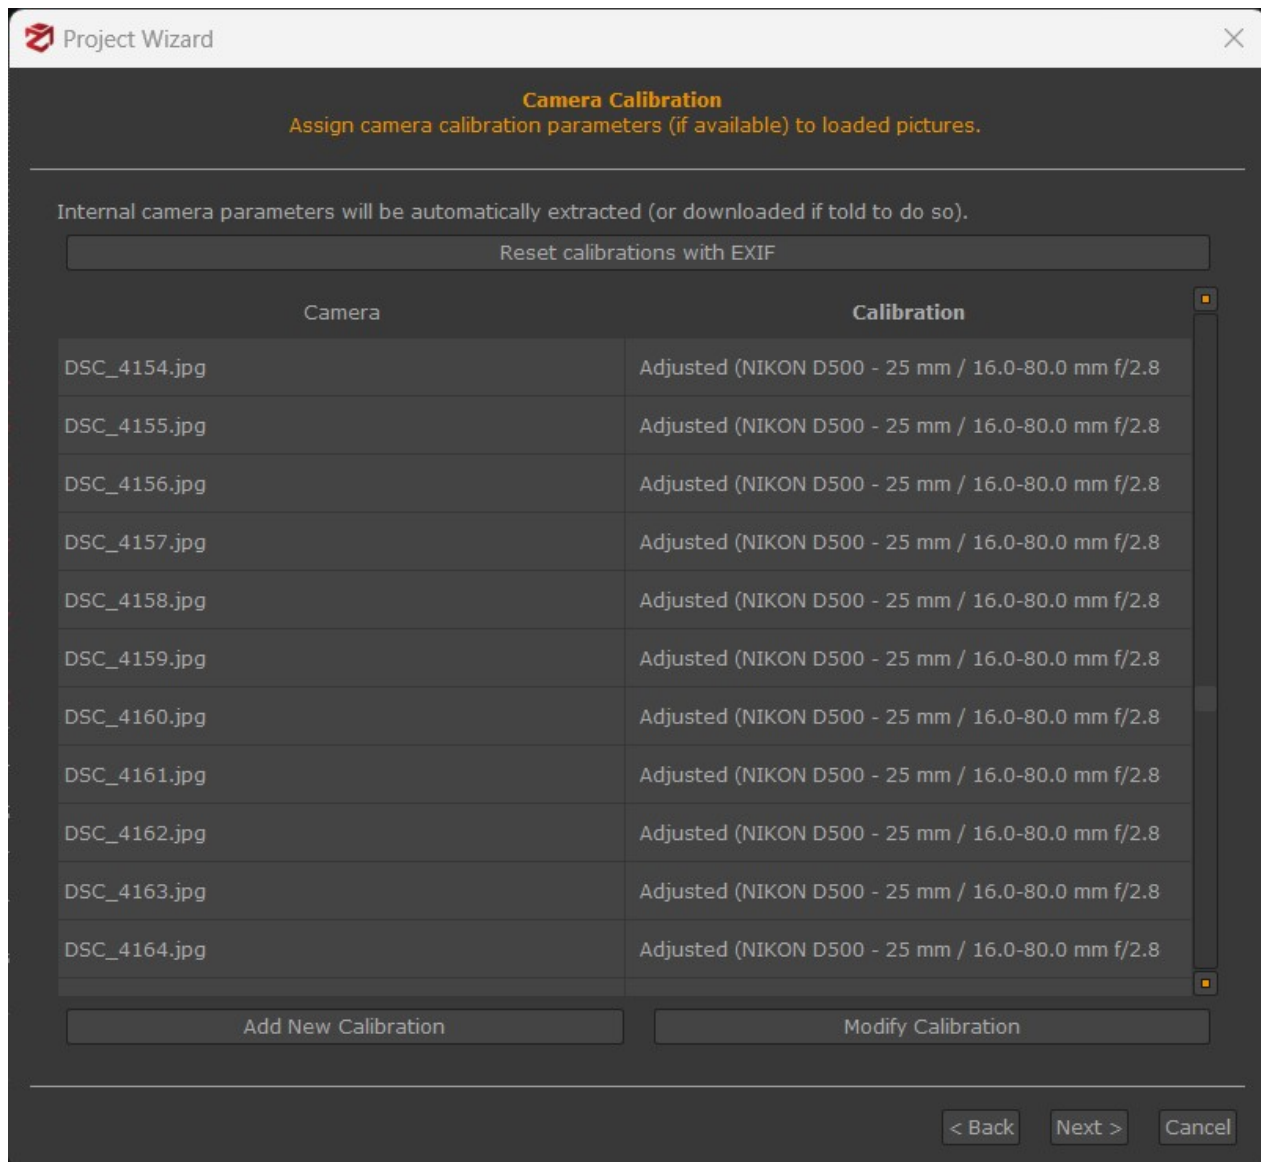 Project Wizard
Camera Calibration
Assign camera calibration parameters (if available) to loaded pictures.
Internal camera parameters will be automatically extracted (or downloaded if told to do so).
Reset calibrations with EXIF
Camera Calibration
DSC_4154.jpg Adjusted (NIKON D500 - 25 mm / 16.0-80.0 mm f/2.8
DSC_4155.jpg Adjusted (NIKON D500 - 25 mm / 16.0-80.0 mm f/2.8
DSC_4156.jpg Adjusted (NIKON D500 - 25 mm / 16.0-80.0 mm f/2.8
DSC_4157.jpg Adjusted (NIKON D500 - 25 mm / 16.0-80.0 mm f/2.8
DSC_4158.jpg Adjusted (NIKON D500 - 25 mm / 16.0-80.0 mm f/2.8
DSC_4159.jpg Adjusted (NIKON D500 - 25 mm / 16.0-80.0 mm f/2.8
DSC_4160.jpg Adjusted (NIKON D500 - 25 mm / 16.0-80.0 mm f/2.8
DSC_4161.jpg Adjusted (NIKON D500 - 25 mm / 16.0-80.0 mm f/2.8
DSC_4162.jpg Adjusted (NIKON D500 - 25 mm / 16.0-80.0 mm f/2.8
DSC_4163.jpg Adjusted (NIKON D500 - 25 mm / 16.0-80.0 mm f/2.8
DSC_4164.jpg Adjusted (NIKON D500 - 25 mm / 16.0-80.0 mm f/2.8
Add New Calibration Modify Calibration
< Back Next > Cancel